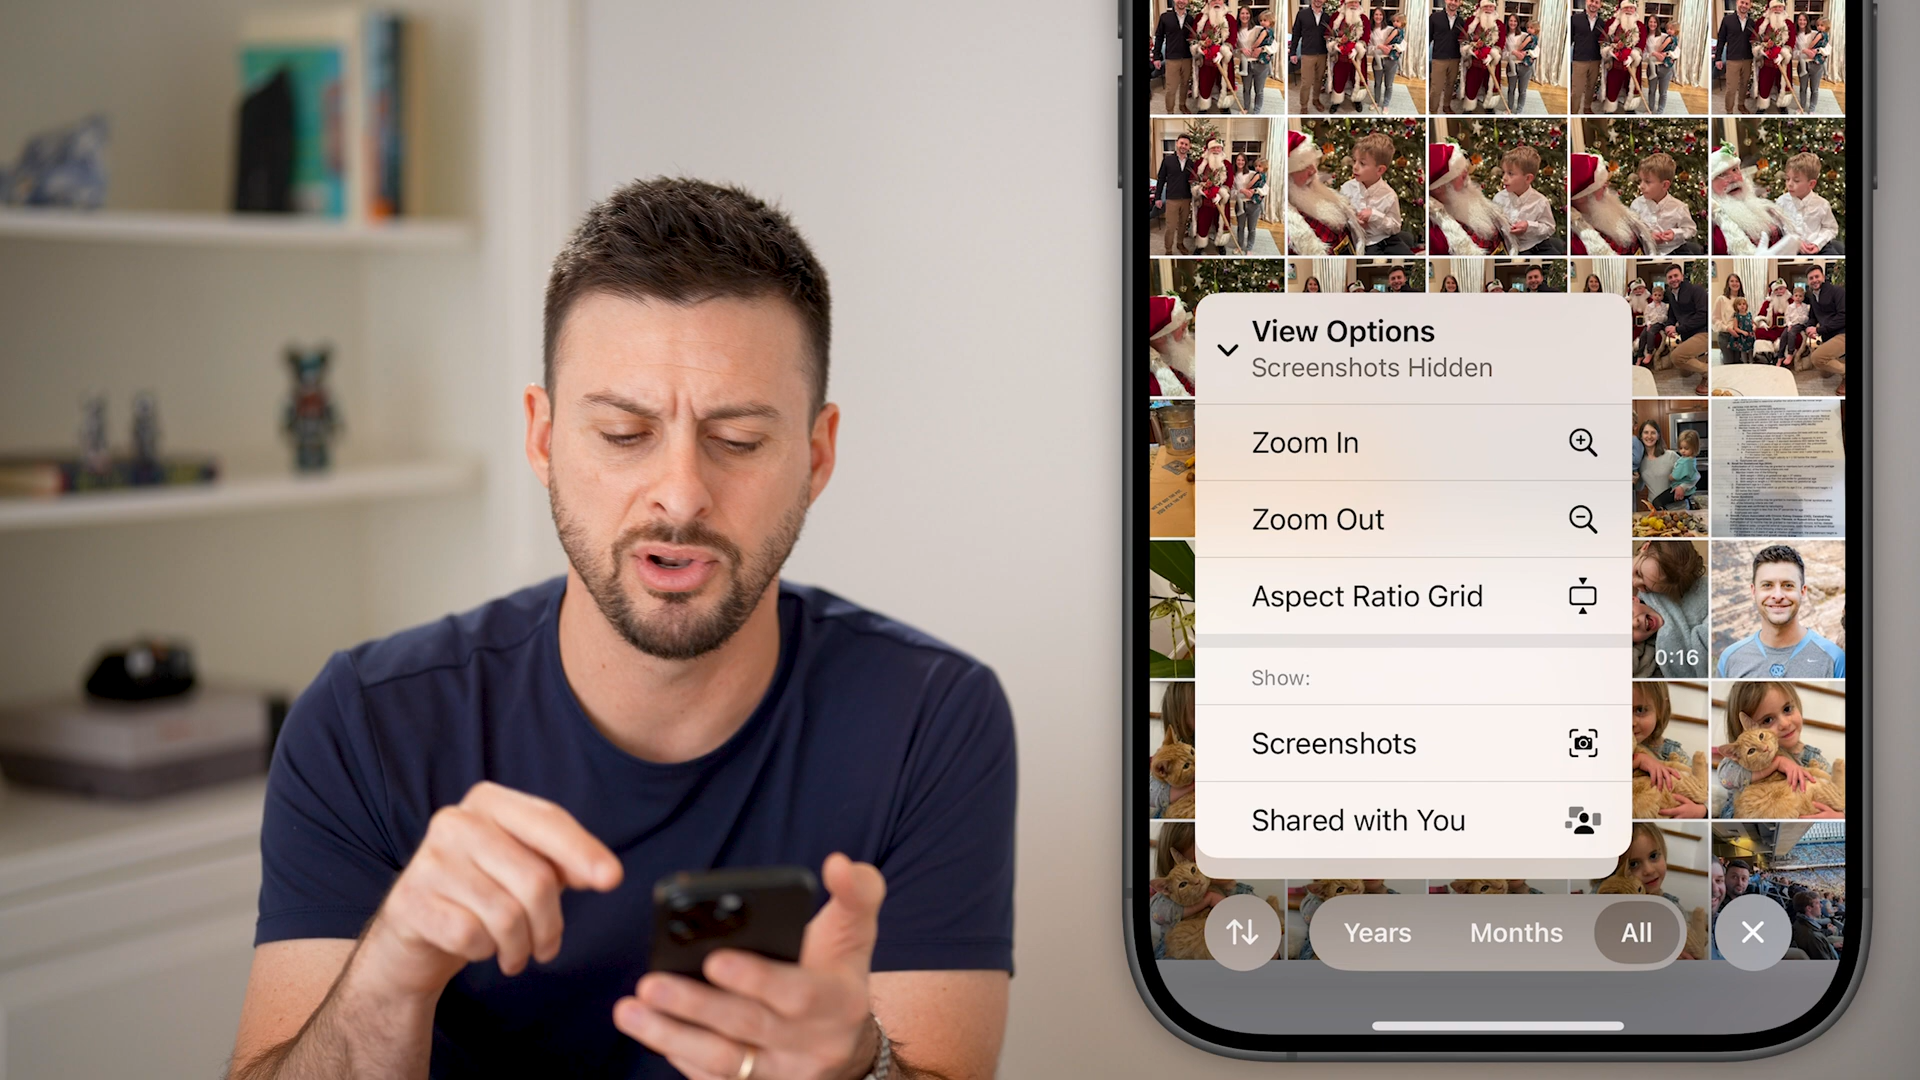 View Options
Screenshots Hidden
Zoom In
Zoom Out
Aspect Ratio Grid
0:16
Show:
Screenshots
Shared with You
Years
Months
All